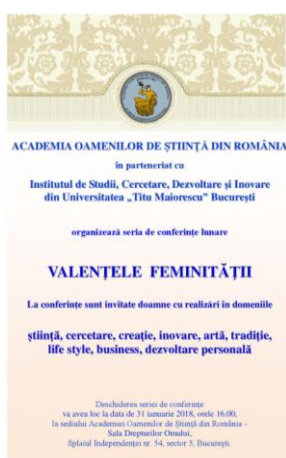 ACADEMIA OAMENILOR DE ȘTIINȚĂ DIN ROMÂNIA
în parteneriat cu
Institutul de Studii, Cercetare, Dezvoltare și Inovare
din Universitatea „Titu Maiorescu” București
organizează seria de conferințe lunare
VALENȚELE FEMINITĂȚII
La conferințe sunt invitate doamne cu realizări în domeniile
știință, cercetare, creație, inovare, artă, tradiție,
life style, business, dezvoltare personală
Deschiderea seriei de conferințe
va avea loc la data de 31 ianuarie 2018, orele 16.00,
la sediului Academiei Oamenilor de Știință din România -
Sala Drepturilor Omului,
Splaiul Independenței nr. 54, sector 5, București.